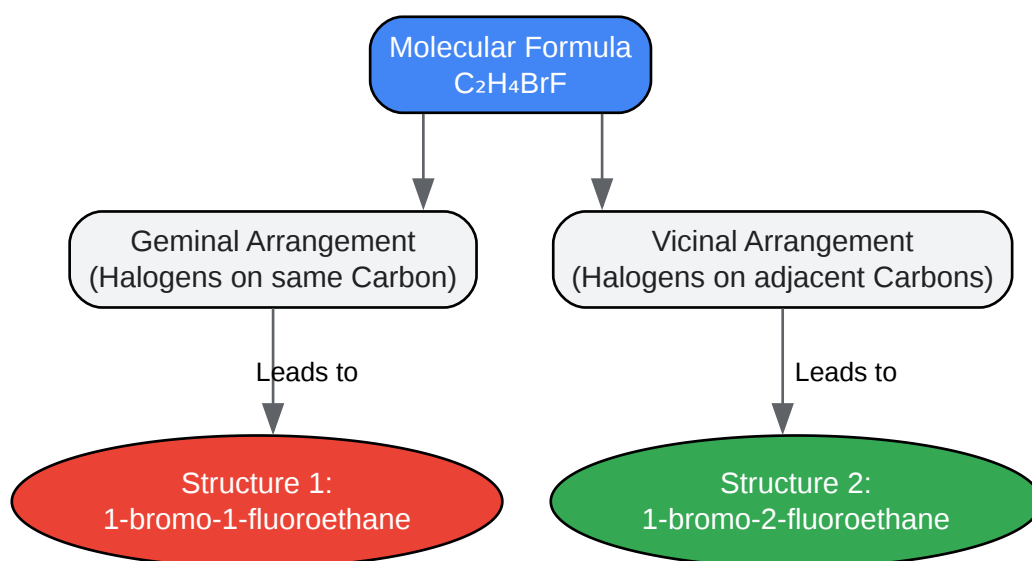 Molecular Formula
C₂H₄BrF
Geminal Arrangement
(Halogens on same Carbon)
Vicinal Arrangement
(Halogens on adjacent Carbons)
Leads to
Leads to
Structure 1:
1-bromo-1-fluoroethane
Structure 2:
1-bromo-2-fluoroethane